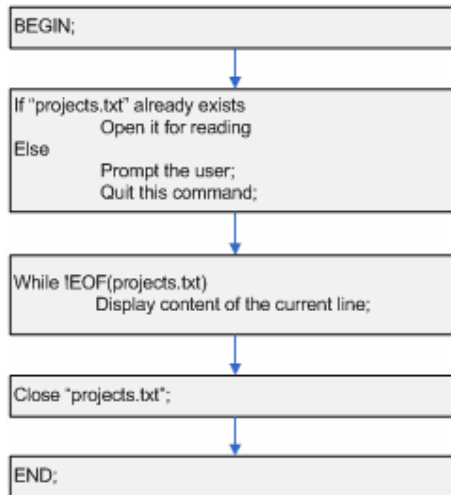 BEGIN;
If "projects.txt" already exists
Open it for reading
Else
Prompt the user;
Quit this command;
While !EOF(projects.txt)
Display content of the current line;
Close "projects.txt";
END;